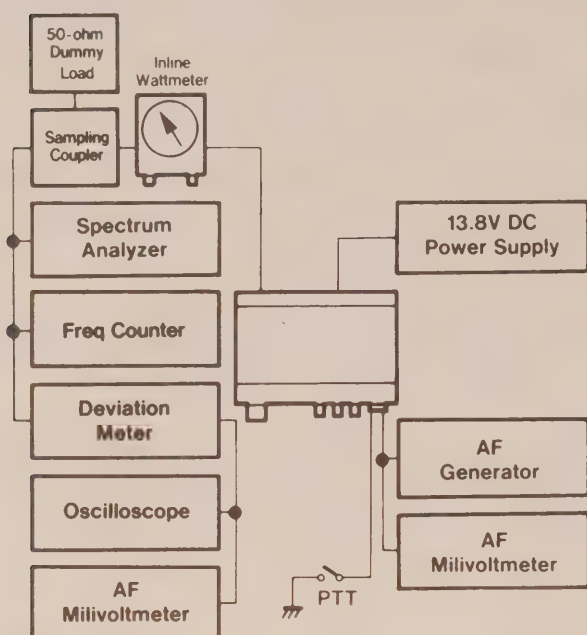 50-ohm
Dummy
Load
Inline
Wattmeter
Sampling
Coupler
Spectrum
Analyzer
13.8V DC
Power Supply
Freq Counter
Deviation
Meter
AF
Generator
Oscilloscope
AF
Milivoltmeter
PTT
AF
Milivoltmeter